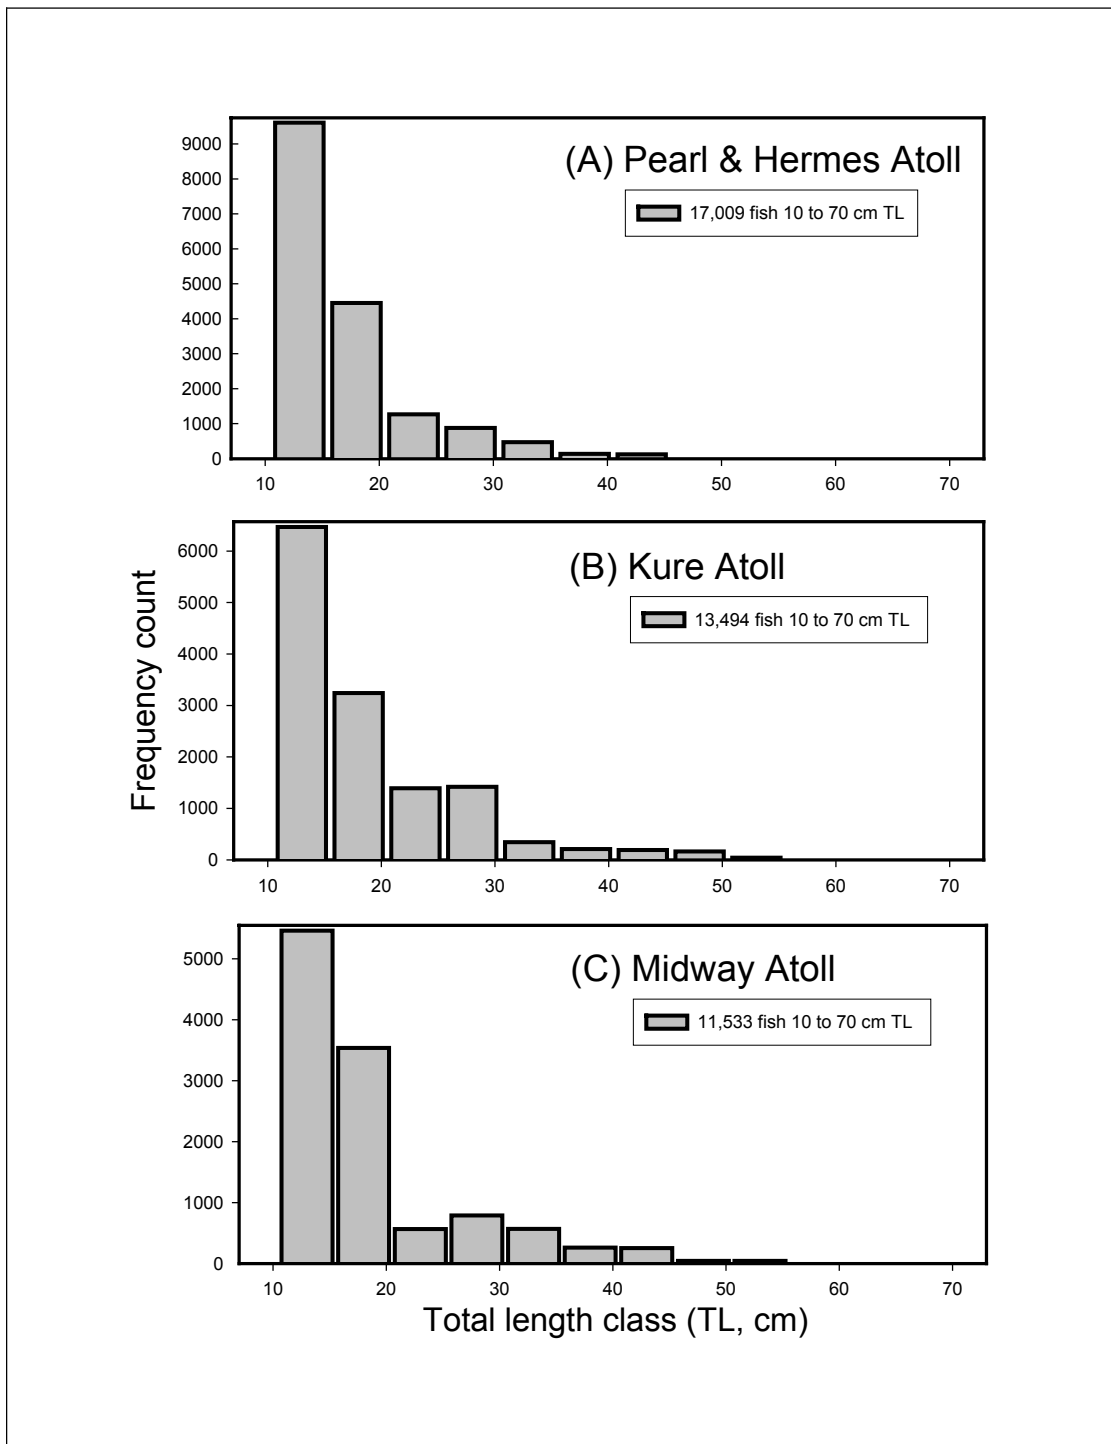 (A) Pearl & Hermes Atoll
17,009 fish 10 to 70 cm TL
9000
8000
7000
6000
5000
4000
3000
2000
1000
0
10 20 30 40 50 60 70
(B) Kure Atoll
13,494 fish 10 to 70 cm TL
Frequency count
6000
5000
4000
3000
2000
1000
0
10 20 30 40 50 60 70
(C) Midway Atoll
11,533 fish 10 to 70 cm TL
5000
4000
3000
2000
1000
0
10 20 30 40 50 60 70
Total length class (TL, cm)